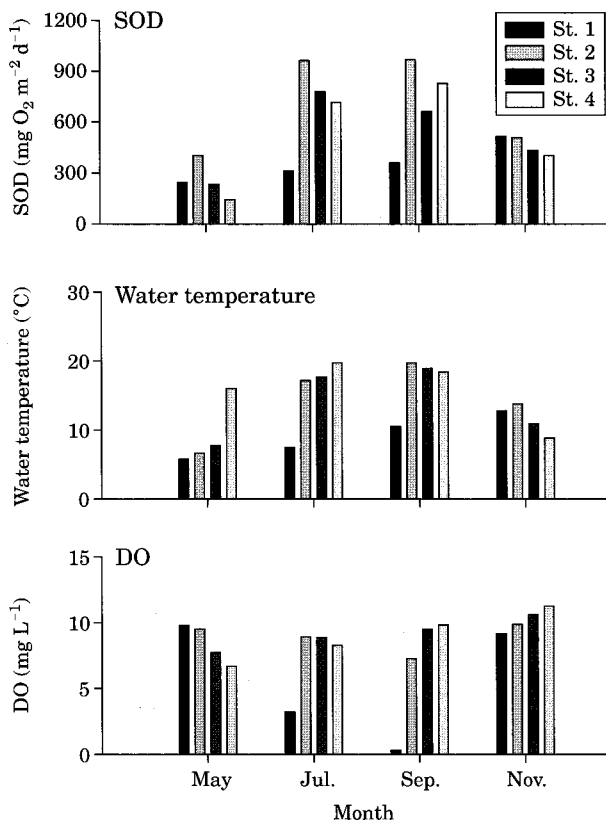 SOD
St. 1
St. 2
St. 3
St. 4
SOD (mg O₂ m⁻² d⁻¹)
1200
900
600
300
0
Water temperature
Water temperature (°C)
30
20
10
0
DO
DO (mg L⁻¹)
15
10
5
0
May Jul. Sep. Nov.
Month